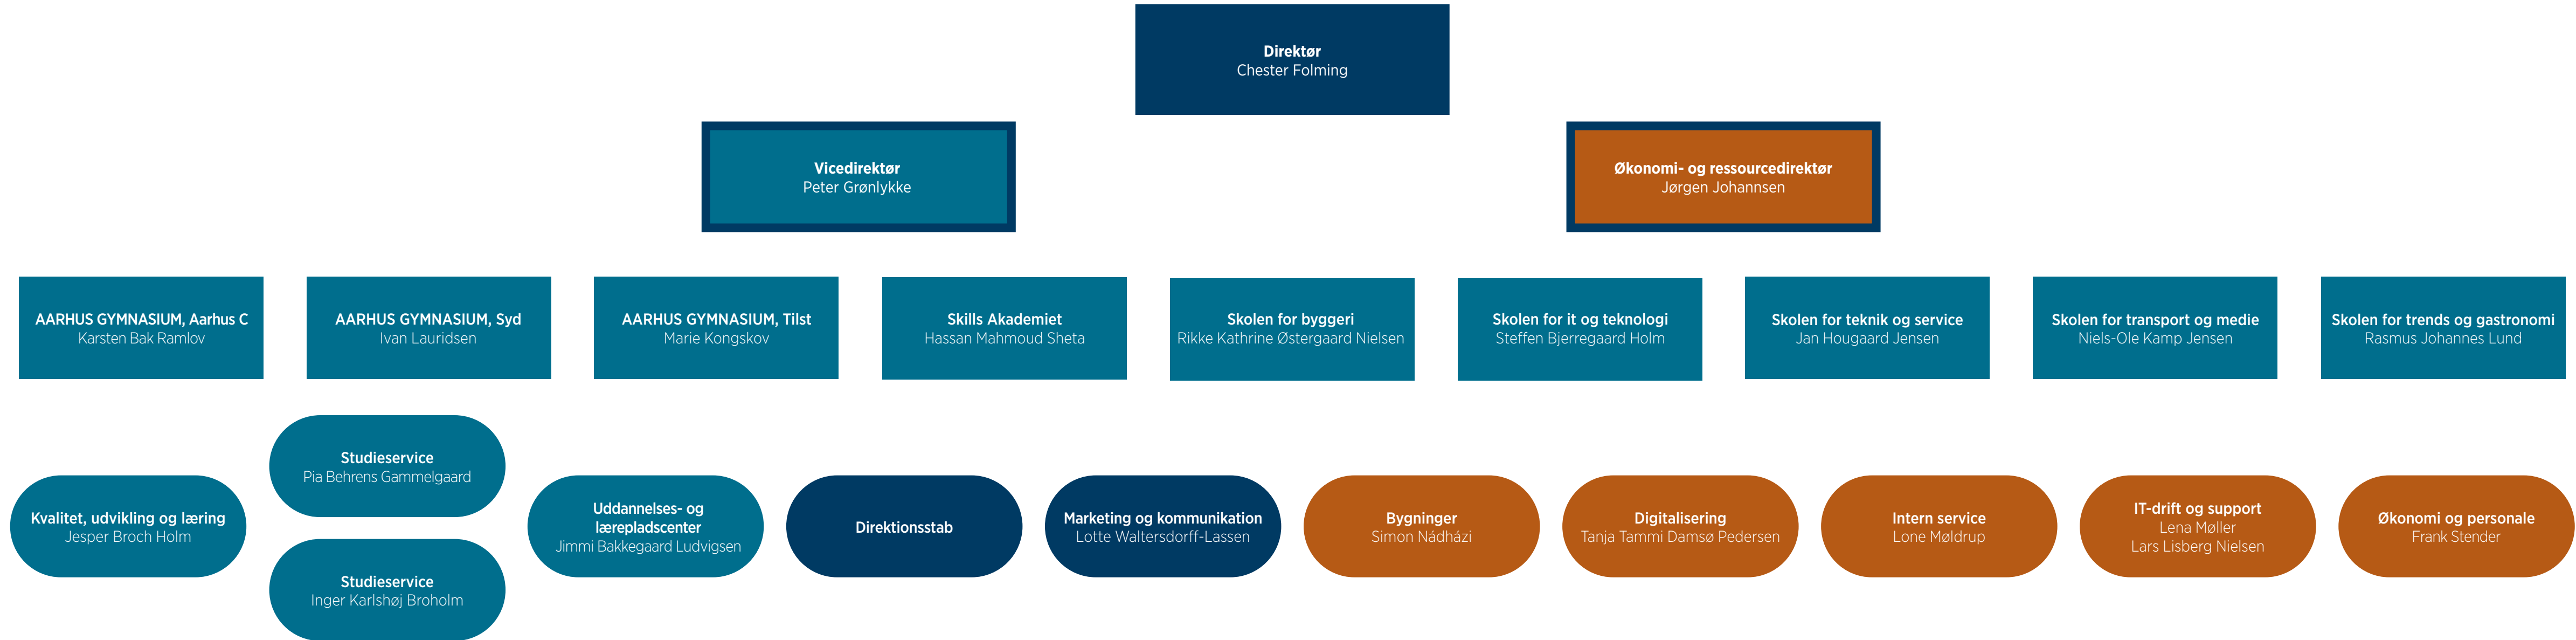 Direktør
Chester Folming
Vicedirektør
Peter Grønlykke
Økonomi- og ressourcedirektør
Jørgen Johannsen
AARHUS GYMNASIUM, Aarhus C
Karsten Bak Ramlov
AARHUS GYMNASIUM, Syd
Ivan Lauridsen
AARHUS GYMNASIUM, Tilst
Marie Kongskov
Skills Akademiet
Hassan Mahmoud Sheta
Skolen for byggeri
Rikke Kathrine Østergaard Nielsen
Skolen for it og teknologi
Steffen Bjerregaard Holm
Skolen for teknik og service
Jan Hougaard Jensen
Skolen for transport og medie
Niels-Ole Kamp Jensen
Skolen for trends og gastronomi
Rasmus Johannes Lund
Kvalitet, udvikling og læring
Jesper Broch Holm
Studieservice
Pia Behrens Gammelgaard
Studieservice
Inger Karlshøj Broholm
Uddannelses- og
lærepladscenter
Jimmi Bakkegaard Ludvigsen
Direktionsstab
Marketing og kommunikation
Lotte Waltersdorff-Lassen
Bygninger
Simon Nádházi
Digitalisering
Tanja Tammi Damsø Pedersen
Intern service
Lone Møldrup
IT-drift og support
Lena Møller
Lars Lisberg Nielsen
Økonomi og personale
Frank Stender